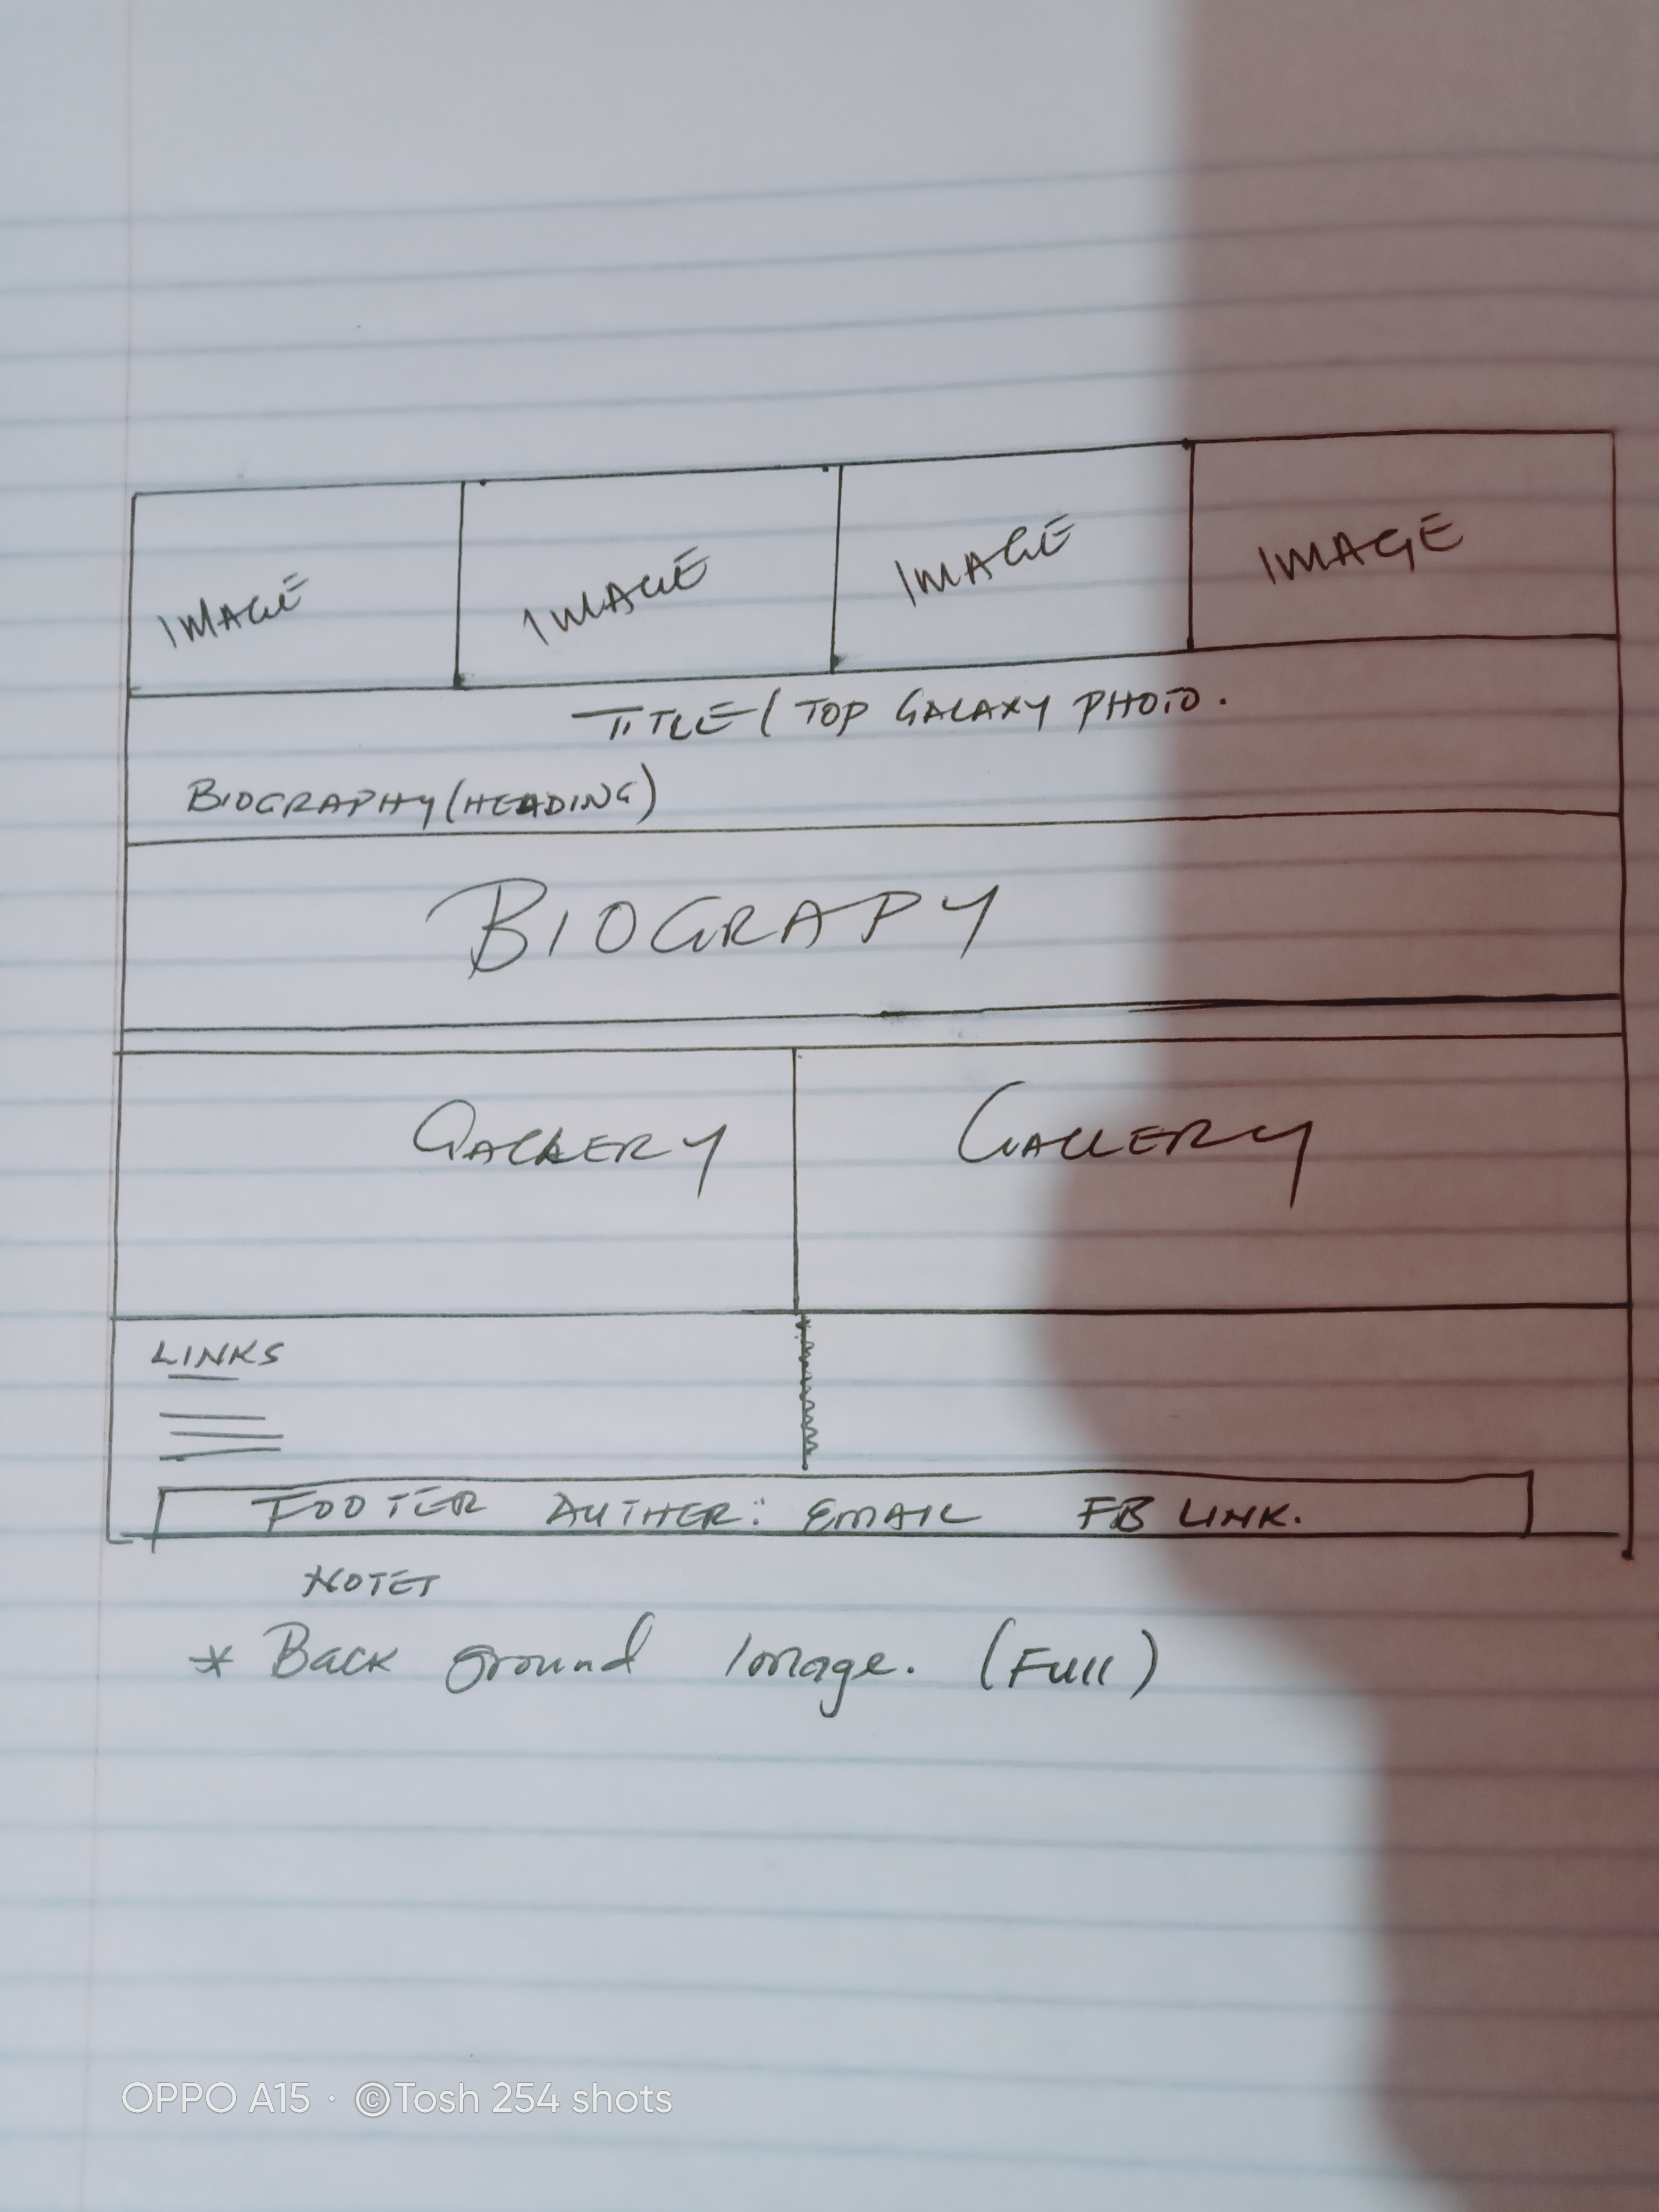 IMAGE IMAGE IMAGE IMAGE
TITLE/ TOP GALAXY PHOTO.
BIOGRAPHY (HEADING)
BIOGRAPY
GALLERY GALLERY
LINKS
FOOTER AUTHER: EMAIL FB LINK.
NOTET
* Back ground Image. (Full)
OPPO A15 · ©Tosh 254 shots